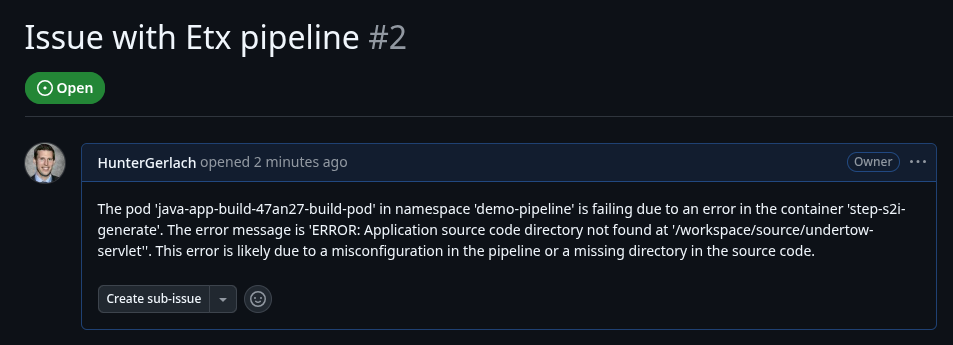 Issue with Etx pipeline #2
Open
HunterGerlach opened 2 minutes ago
Owner
The pod 'java-app-build-47an27-build-pod' in namespace 'demo-pipeline' is failing due to an error in the container 'step-s2i-
generate'. The error message is 'ERROR: Application source code directory not found at '/workspace/source/undertow-
servlet''. This error is likely due to a misconfiguration in the pipeline or a missing directory in the source code.
Create sub-issue